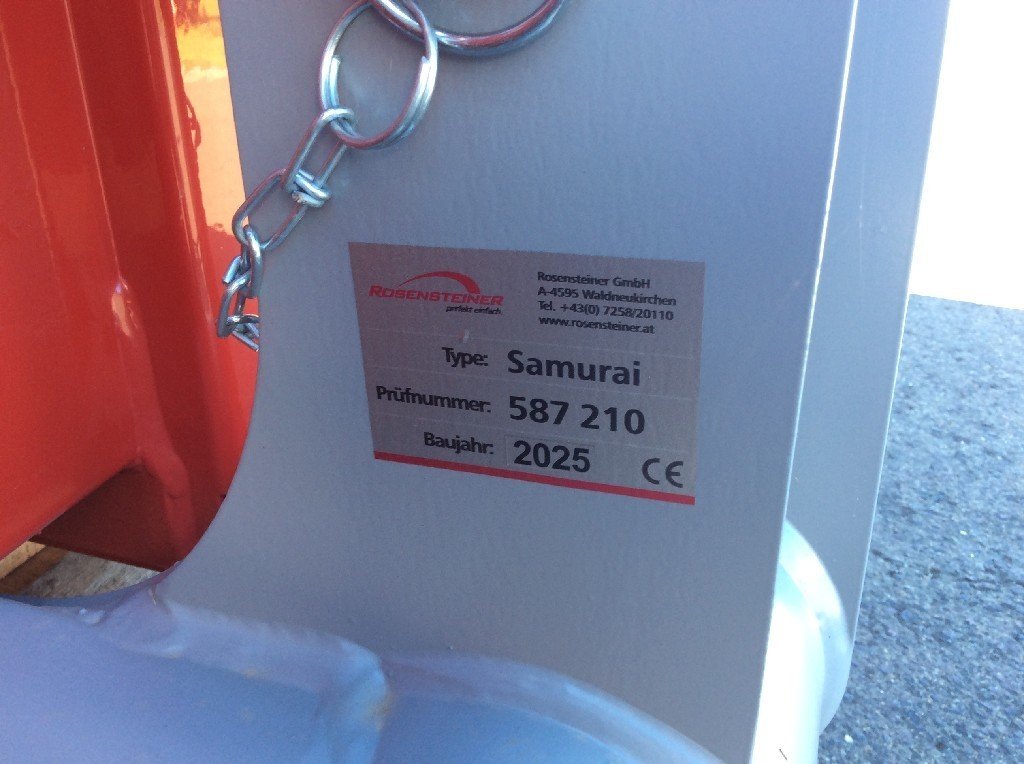 ROSENSTEINER
perfekt einfach.
Rosensteiner GmbH
A-4595 Waldneukirchen
Tel. +43(0) 7258/20110
www.rosensteiner.at
Type: Samurai
Prüfnummer: 587 210
Baujahr: 2025
CE